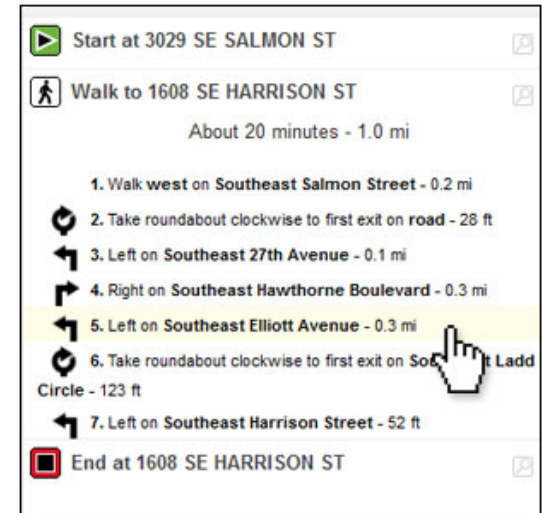 Start at 3029 SE SALMON ST
Walk to 1608 SE HARRISON ST
About 20 minutes - 1.0 mi
1. Walk west on Southeast Salmon Street - 0.2 mi
2. Take roundabout clockwise to first exit on road - 28 ft
3. Left on Southeast 27th Avenue - 0.1 mi
4. Right on Southeast Hawthorne Boulevard - 0.3 mi
5. Left on Southeast Elliott Avenue - 0.3 mi
6. Take roundabout clockwise to first exit on Ladd
Circle - 123 ft
7. Left on Southeast Harrison Street - 52 ft
End at 1608 SE HARRISON ST